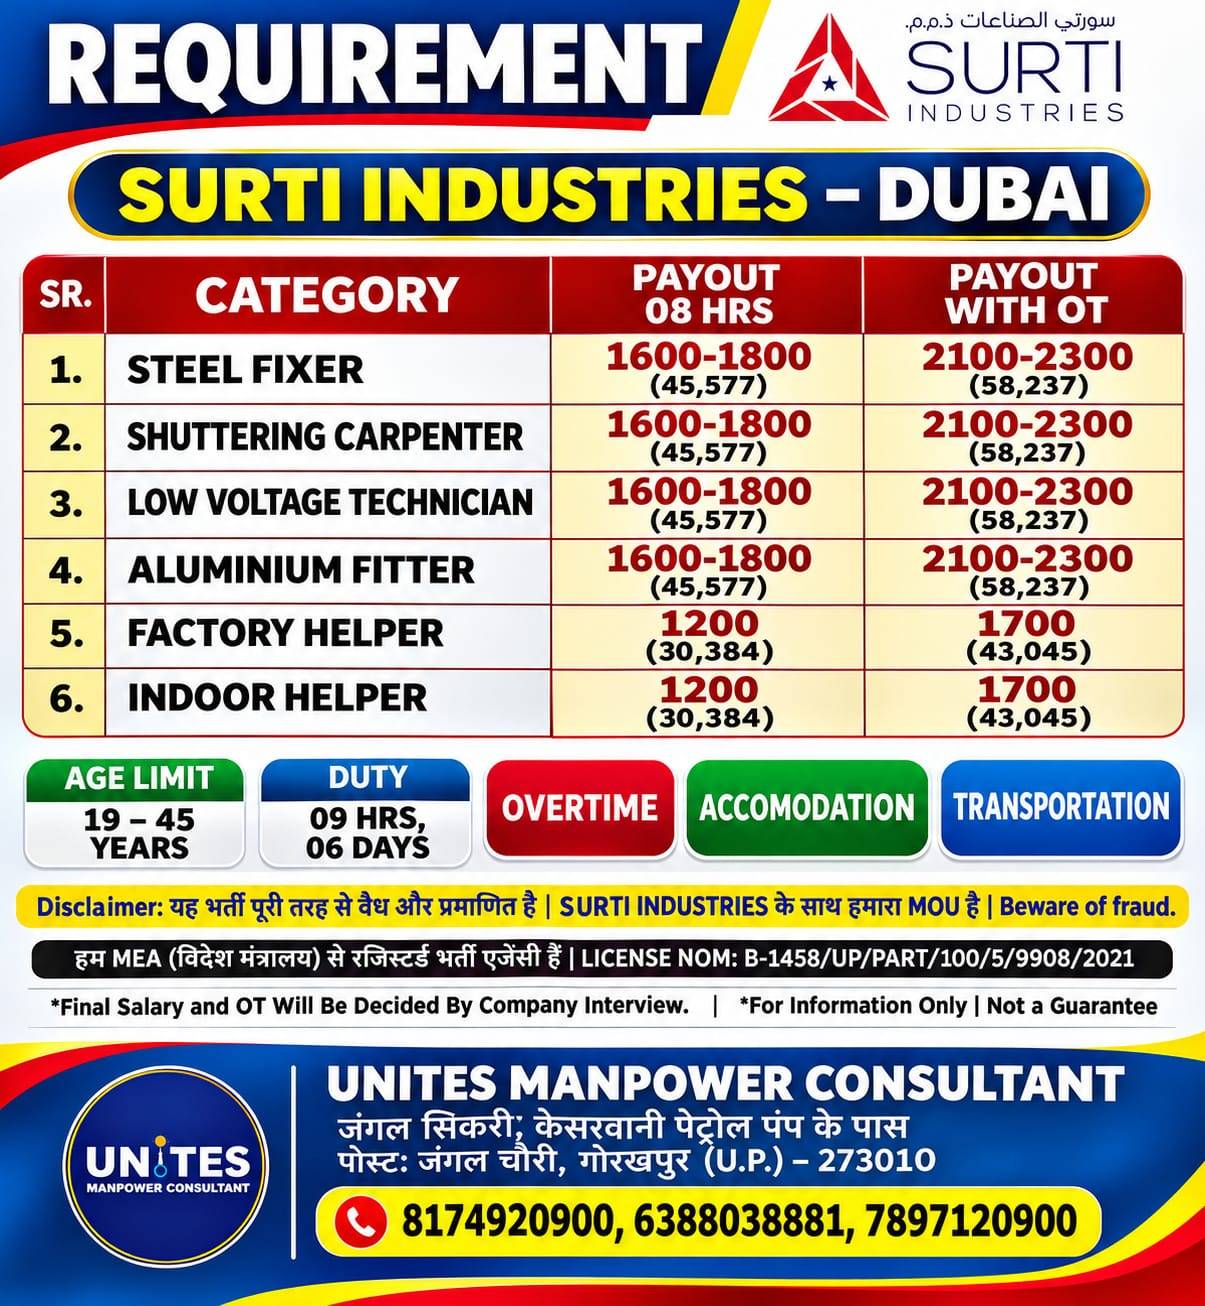 REQUIREMENT
سورتي الصناعات ذ.م.م.
SURTI
INDUSTRIES
SURTI INDUSTRIES – DUBAI
SR. CATEGORY PAYOUT 08 HRS PAYOUT WITH OT
1. STEEL FIXER 1600-1800 (45,577) 2100-2300 (58,237)
2. SHUTTERING CARPENTER 1600-1800 (45,577) 2100-2300 (58,237)
3. LOW VOLTAGE TECHNICIAN 1600-1800 (45,577) 2100-2300 (58,237)
4. ALUMINIUM FITTER 1600-1800 (45,577) 2100-2300 (58,237)
5. FACTORY HELPER 1200 (30,384) 1700 (43,045)
6. INDOOR HELPER 1200 (30,384) 1700 (43,045)
AGE LIMIT
19 – 45
YEARS
DUTY
09 HRS,
06 DAYS
OVERTIME
ACCOMODATION
TRANSPORTATION
Disclaimer: यह भर्ती पूरी तरह से वैध और प्रमाणित है | SURTI INDUSTRIES के साथ हमारा MOU है | Beware of fraud.
हम MEA (विदेश मंत्रालय) से रजिस्टर्ड भर्ती एजेंसी हैं | LICENSE NOM: B-1458/UP/PART/100/5/9908/2021
*Final Salary and OT Will Be Decided By Company Interview. | *For Information Only | Not a Guarantee
UNITES
MANPOWER CONSULTANT
UNITES MANPOWER CONSULTANT
जंगल सिकरी; केसरवानी पेट्रोल पंप के पास
पोस्ट: जंगल चौरी, गोरखपुर (U.P.) – 273010
8174920900, 6388038881, 7897120900